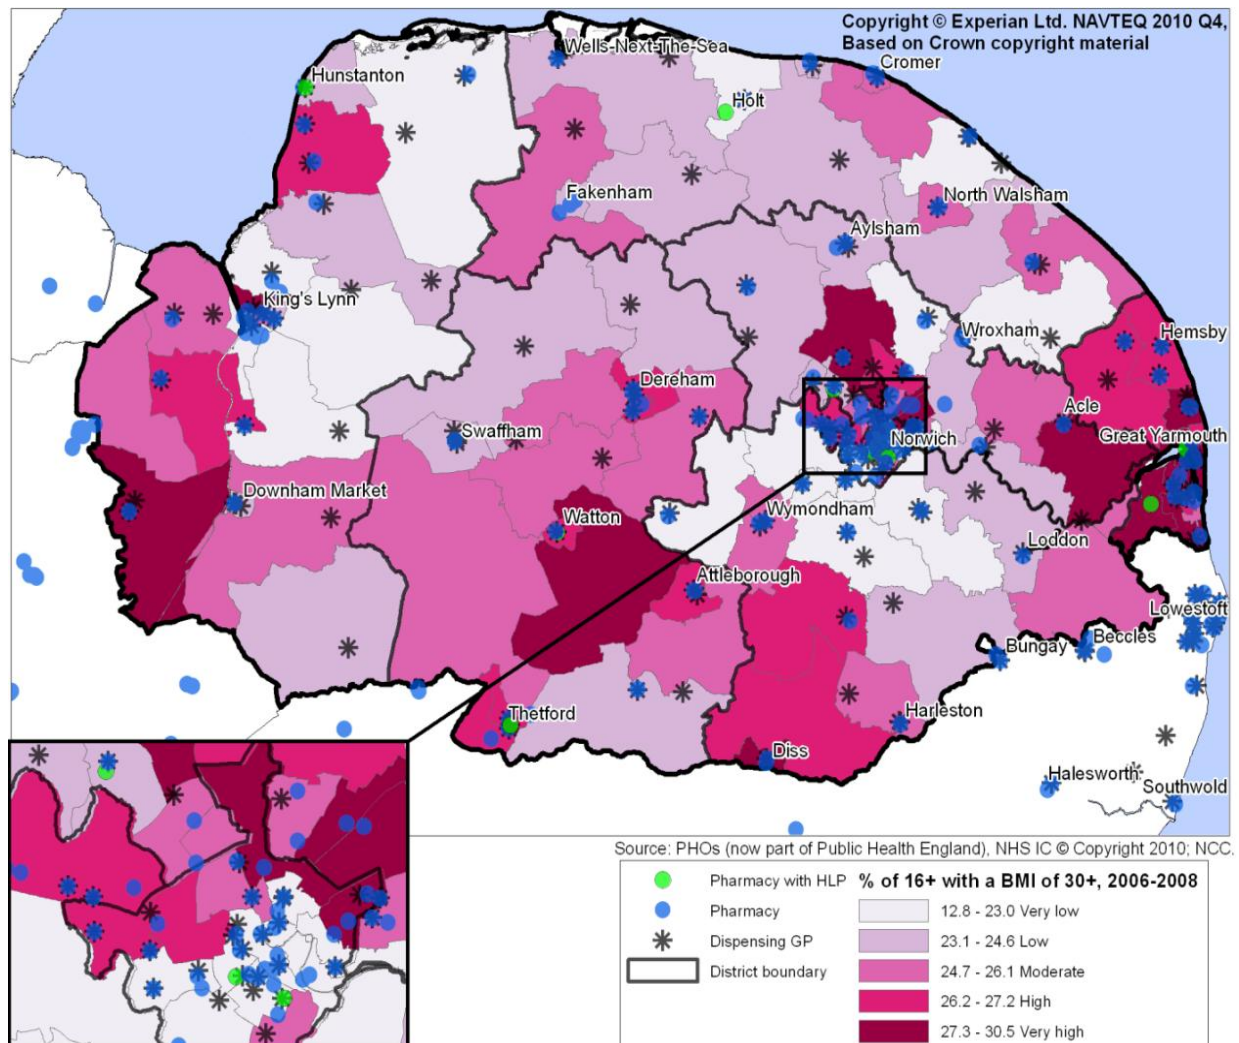 Copyright © Experian Ltd. NAVTEQ 2010 Q4,
Based on Crown copyright material
Wells-Next-The-Sea
Cromer
Hunstanton
Holt
Fakenham
North Walsham
Aylsham
King's Lynn
Wroxham
Hemsby
Dereham
Acle
Swaffham
Norwich
Great Yarmouth
Downham Market
Watton
Wymondham
Loddon
Attleborough
Lowestoft
Bungay
Beccles
Thetford
Harleston
Diss
Halesworth
Southwold
Source: PHOs (now part of Public Health England), NHS IC © Copyright 2010; NCC.
Pharmacy with HLP
Pharmacy
Dispensing GP
District boundary
% of 16+ with a BMI of 30+, 2006-2008
12.8 - 23.0 Very low
23.1 - 24.6 Low
24.7 - 26.1 Moderate
26.2 - 27.2 High
27.3 - 30.5 Very high